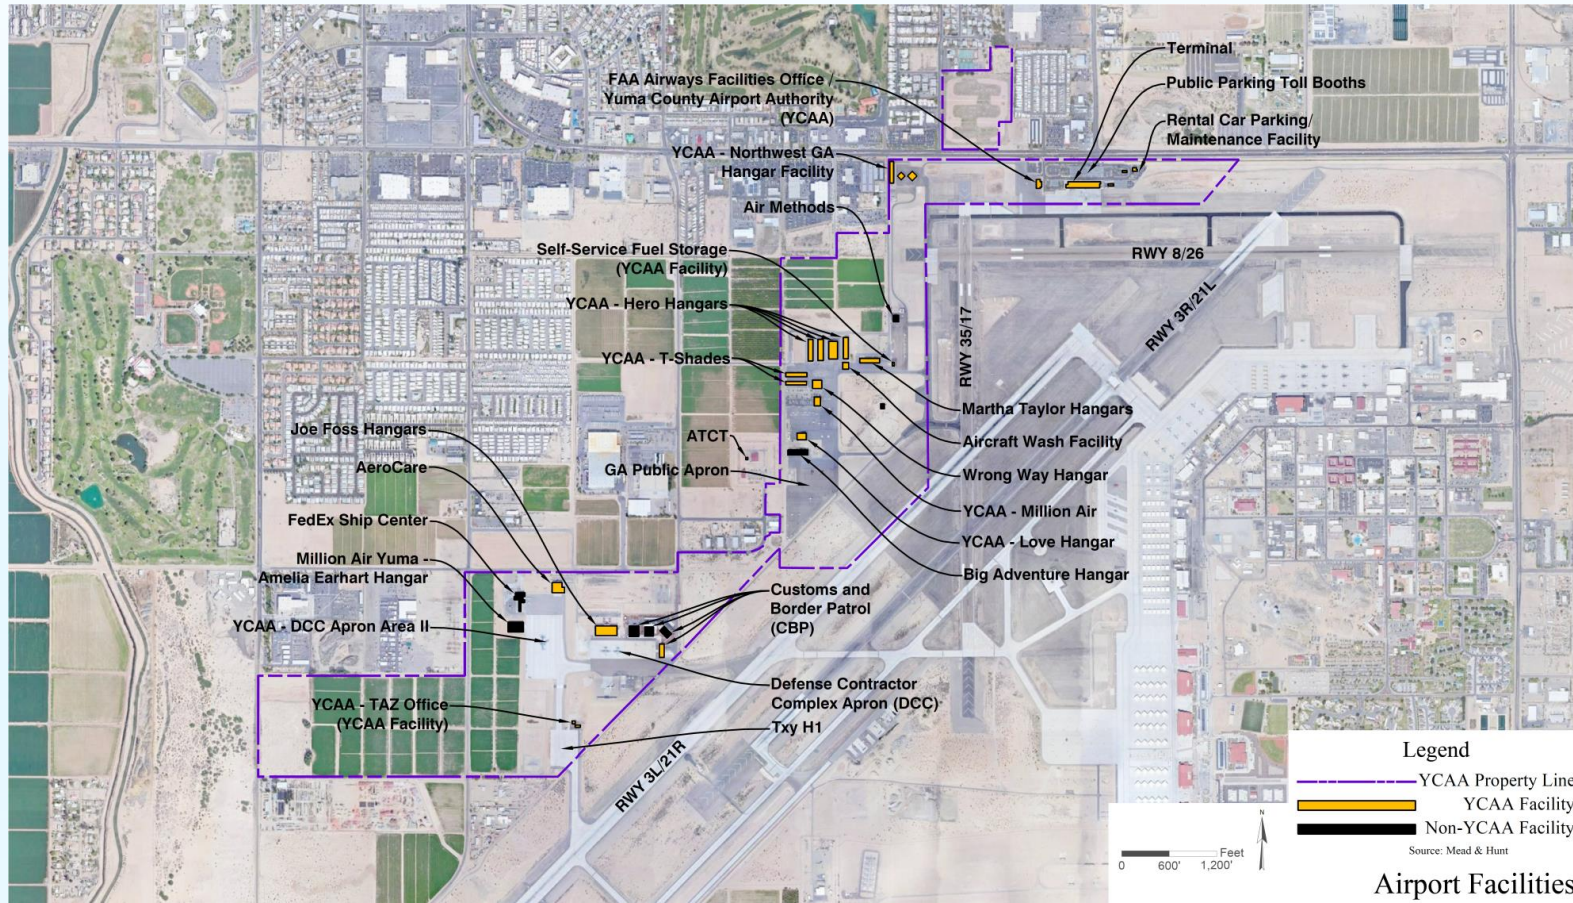 Terminal
FAA Airways Facilities Office /
Yuma County Airport Authority
(YCAA)
Public Parking Toll Booths
Rental Car Parking/
Maintenance Facility
YCAA - Northwest GA
Hangar Facility
Air Methods
Self-Service Fuel Storage
(YCAA Facility)
RWY 8/26
YCAA - Hero Hangars
RWY 3R/21L
RWY 35/17
YCAA - T-Shades
Martha Taylor Hangars
Joe Foss Hangars
ATCT
Aircraft Wash Facility
AeroCare
GA Public Apron
Wrong Way Hangar
FedEx Ship Center
YCAA - Million Air
YCAA - Love Hangar
Million Air Yuma
Amelia Earhart Hangar
Big Adventure Hangar
Customs and
Border Patrol
(CBP)
YCAA - DCC Apron Area II
Defense Contractor
Complex Apron (DCC)
YCAA - TAZ Office
(YCAA Facility)
Txy H1
RWY 3L/21R
Legend
YCAA Property Line
YCAA Facility
Non-YCAA Facility
Source: Mead & Hunt
N
Feet
0 600' 1,200'
Airport Facilities